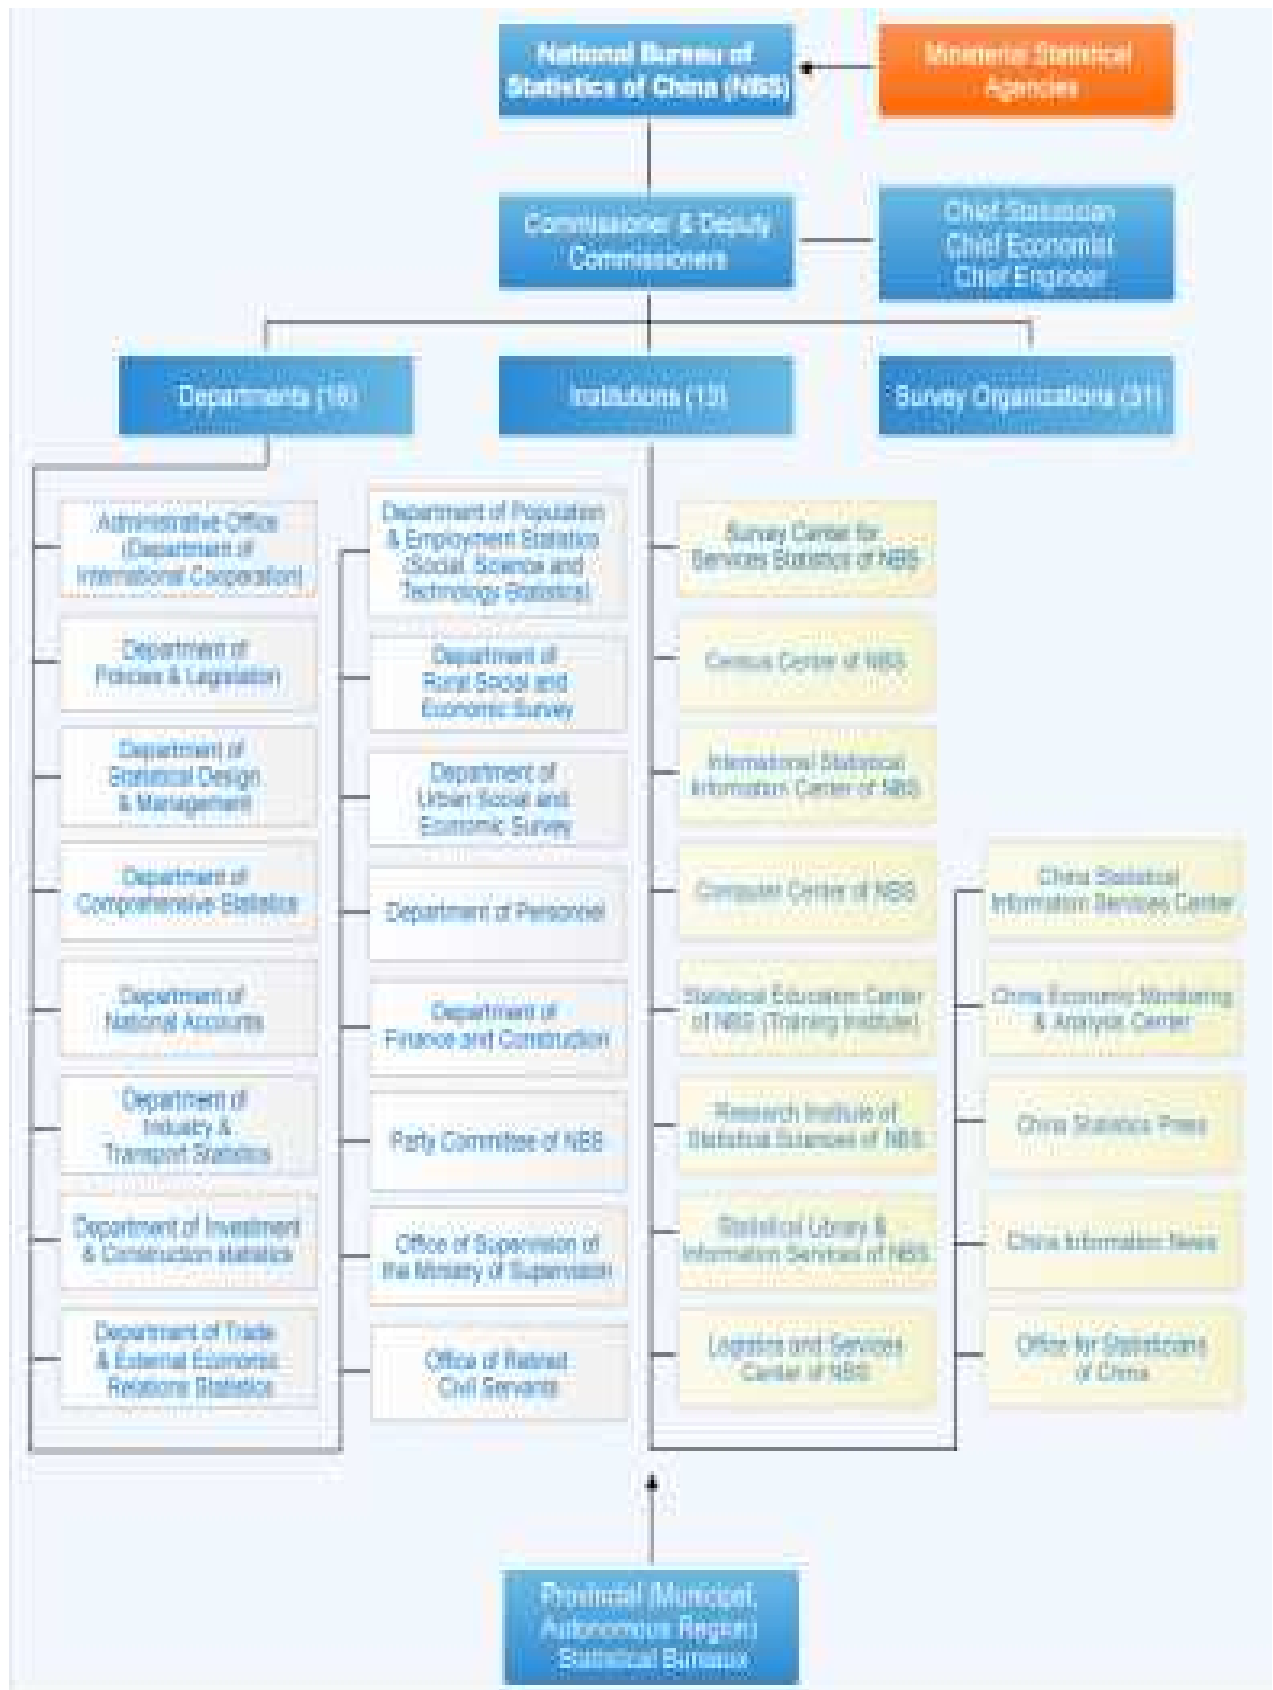 National Bureau of
Statistics of China (NBS)
Ministerial Statistical
Agencies
Commissioner & Deputy
Commissioners
Chief Statistician
Chief Economist
Chief Engineer
Departments (16)
Institutions (13)
Survey Organizations (31)
Administrative Office
(Department of
International Cooperation)
Department of
Policies & Legislation
Department of
Statistical Design
& Management
Department of
Comprehensive Statistics
Department of
National Accounts
Department of
Industry &
Transport Statistics
Department of Investment
& Construction statistics
Department of Trade
& External Economic
Relations Statistics
Department of Population
& Employment Statistics
(Social, Science and
Technology Statistics)
Department of
Rural Social and
Economic Survey
Department of
Urban Social and
Economic Survey
Department of Personnel
Department of
Finance and Construction
Party Committee of NBS
Office of Supervision of
the Ministry of Supervision
Office of Retired
Civil Servants
Survey Center for
Services Statistics of NBS
Census Center of NBS
International Statistical
Information Center of NBS
Computer Center of NBS
Statistical Education Center
of NBS (Training Institute)
Research Institute of
Statistical Sciences of NBS
Statistical Library &
Information Services of NBS
Logistics and Services
Center of NBS
China Statistical
Information Services Center
China Economic Monitoring
& Analysis Center
China Statistics Press
China Information News
Office for Statisticians
of China
Provincial (Municipal,
Autonomous Region)
Statistical Bureaux